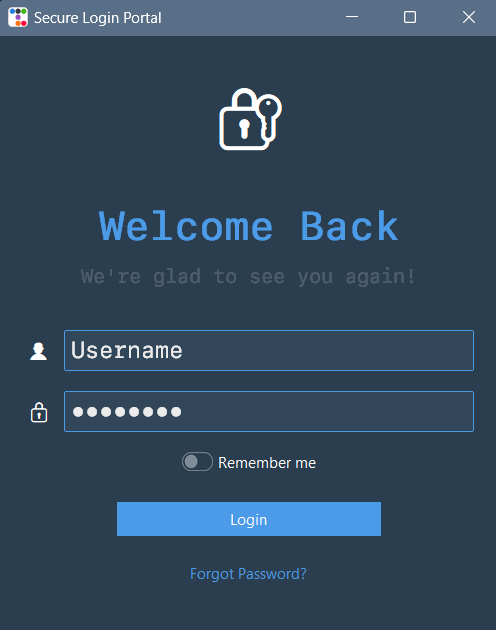 Secure Login Portal
Welcome Back
We're glad to see you again!
Username
●●●●●●●●
Remember me
Login
Forgot Password?